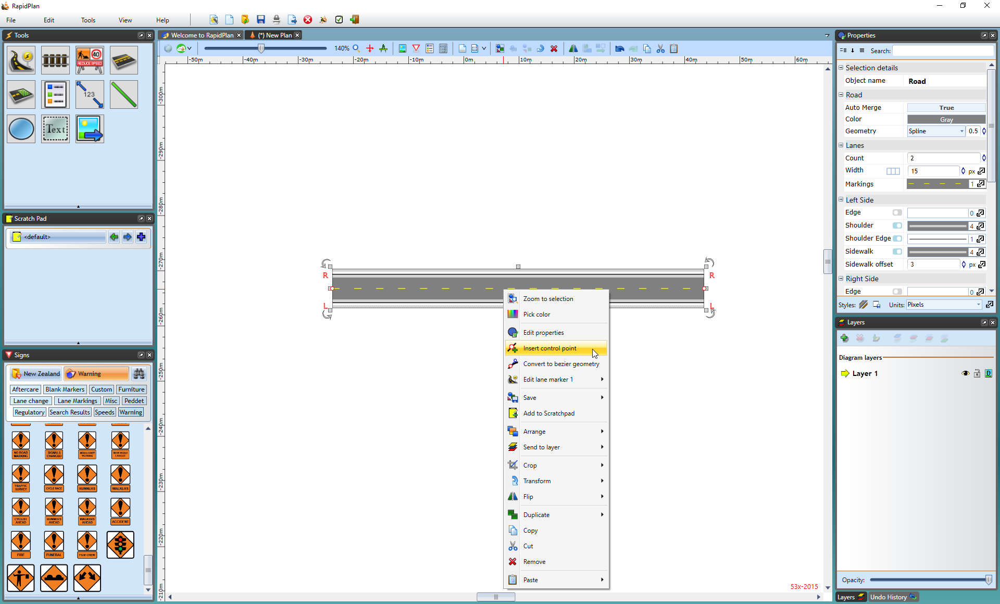 RapidPlan
File Edit Tools View Help
Tools
40
REDUCE SPEED
123
Text
Scratch Pad
<default>
Signs
New Zealand Warning
Aftercare Blank Markers Custom Furniture
Lane change Lane Markings Misc Peddet
Regulatory Search Results Speeds Warning
NO ROAD MARKING SIGNALS CHANGED SIGNALS NOT WORKING NEW ROAD LAYOUT
TRAFFIC SURVEY CYCLE RACE RUNNERS WALKERS
CYCLIST AHEAD RUNNERS AHEAD WALKERS AHEAD ACCIDENT
FIRE FUNERAL FILM CREW
Welcome to RapidPlan (*) New Plan
140%
-50m -40m -30m -20m -10m 0m 10m 20m 30m 40m 50m 60m
-300m
-290m
-280m
-270m
-260m
-250m
-240m
-230m
-220m
-210m
R R
L L
Zoom to selection
Pick color
Edit properties
Insert control point
Convert to bezier geometry
Edit lane marker 1
Save
Add to Scratchpad
Arrange
Send to layer
Crop
Transform
Flip
Duplicate
Copy
Cut
Remove
Paste
53x-2015
Properties
Search:
Selection details
Object name Road
Road
Auto Merge True
Color Gray
Geometry Spline 0.5
Lanes
Count 2
Width 15 px
Markings 1
Left Side
Edge 0
Shoulder 4
Shoulder Edge 1
Sidewalk 4
Sidewalk offset 3 px
Right Side
Edge 0
Styles: Units: Pixels
Layers
Diagram layers
Layer 1
D
Opacity:
Layers Undo History